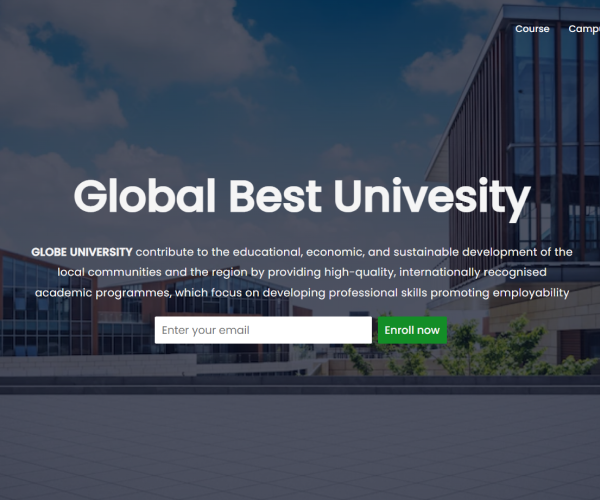 Course Campu
Global Best Univesity
GLOBE UNIVERSITY contribute to the educational, economic, and sustainable development of the
local communities and the region by providing high-quality, internationally recognised
academic programmes, which focus on developing professional skills promoting employability
Enter your email Enroll now